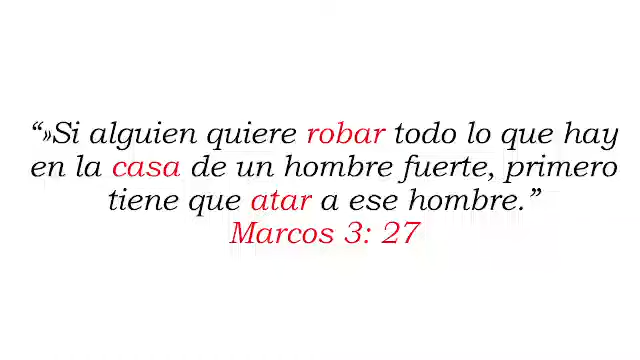 “»Si alguien quiere robar todo lo que hay
en la casa de un hombre fuerte, primero
tiene que atar a ese hombre.”
Marcos 3: 27